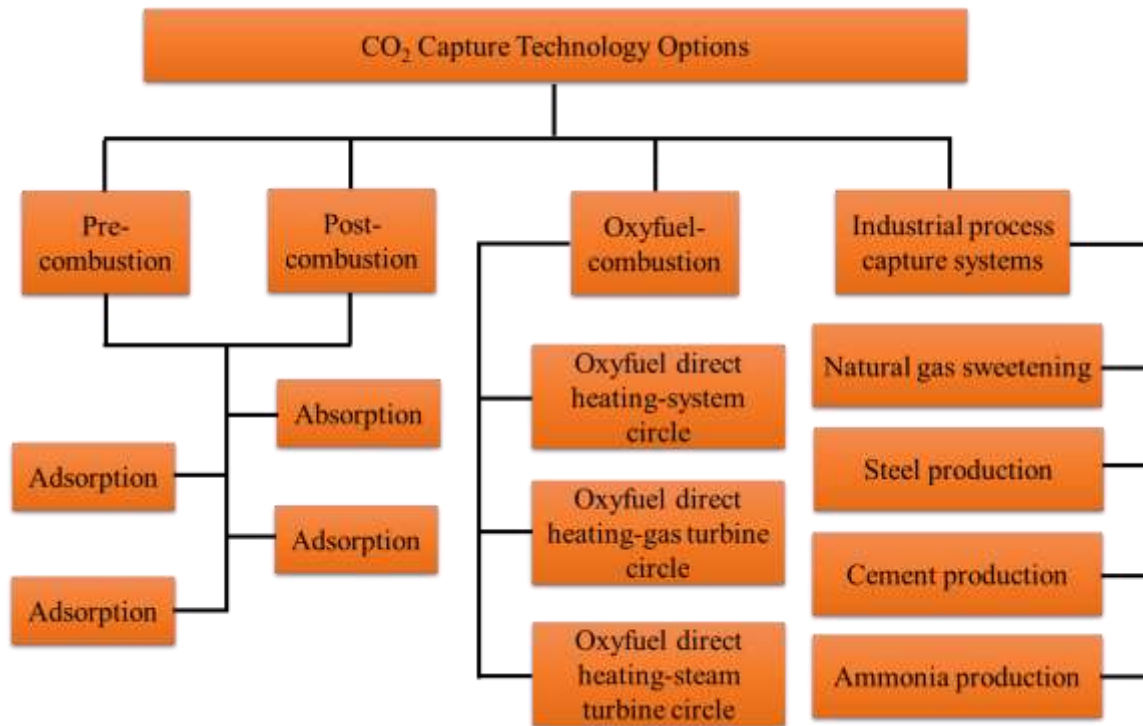 CO₂ Capture Technology Options
Pre-
combustion
Post-
combustion
Oxyfuel-
combustion
Industrial process
capture systems
Absorption
Adsorption
Adsorption
Adsorption
Oxyfuel direct
heating-system
circle
Oxyfuel direct
heating-gas turbine
circle
Oxyfuel direct
heating-steam
turbine circle
Natural gas sweetening
Steel production
Cement production
Ammonia production